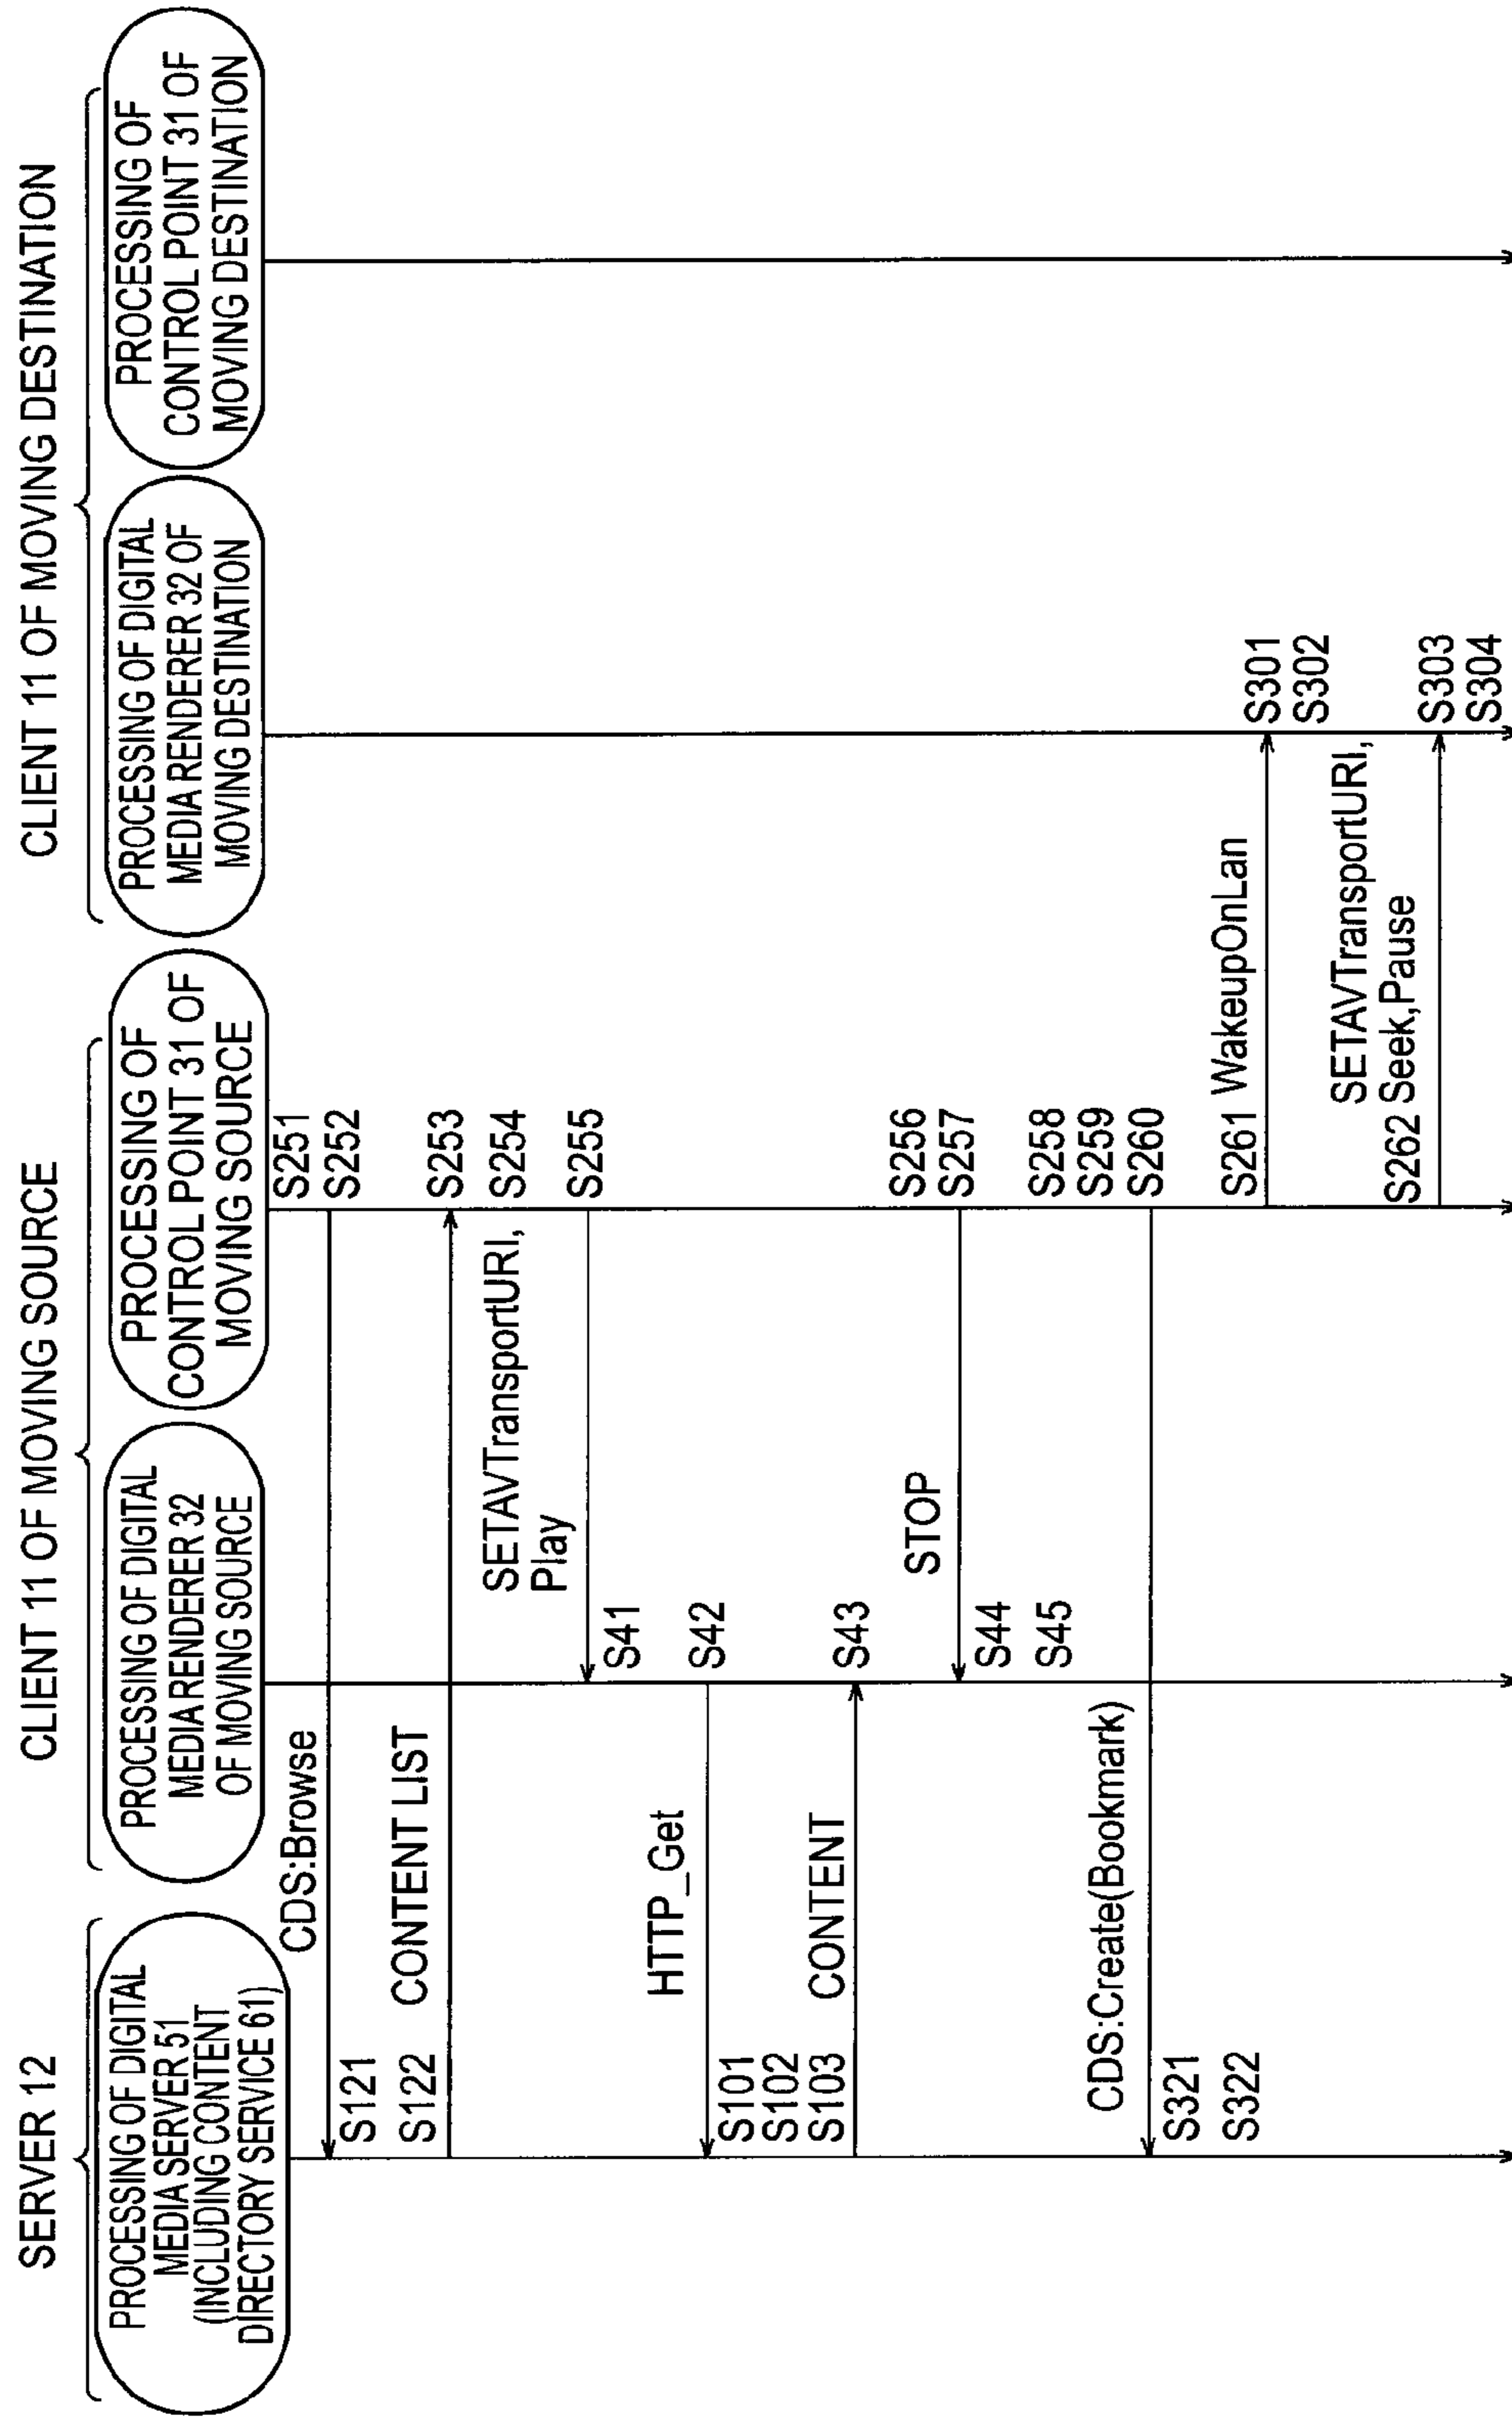 SERVER 12
CLIENT 11 OF MOVING SOURCE
CLIENT 11 OF MOVING DESTINATION
PROCESSING OF DIGITAL
MEDIA SERVER 51
(INCLUDING CONTENT
DIRECTORY SERVICE 61)
PROCESSING OF DIGITAL
MEDIA RENDERER 32
OF MOVING SOURCE
PROCESSING OF
CONTROL POINT 31 OF
MOVING SOURCE
PROCESSING OF DIGITAL
MEDIA RENDERER 32 OF
MOVING DESTINATION
PROCESSING OF
CONTROL POINT 31 OF
MOVING DESTINATION
S251
CDS:Browse
S252
S121
S122
CONTENT LIST
S253
SETAVTransportURI,
S254
Play
S255
S41
HTTP_Get
S42
S101
S102
S103
CONTENT
S43
STOP
S256
S257
S44
S45
S258
S259
CDS:Create(Bookmark)
S260
S321
S322
S261
WakeupOnLan
S301
S302
SETAVTransportURI,
S262
Seek,Pause
S303
S304